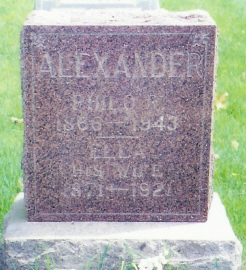 ALEXANDER
PHILO R.
1866–1943
ELLA
HIS WIFE
1871–1921